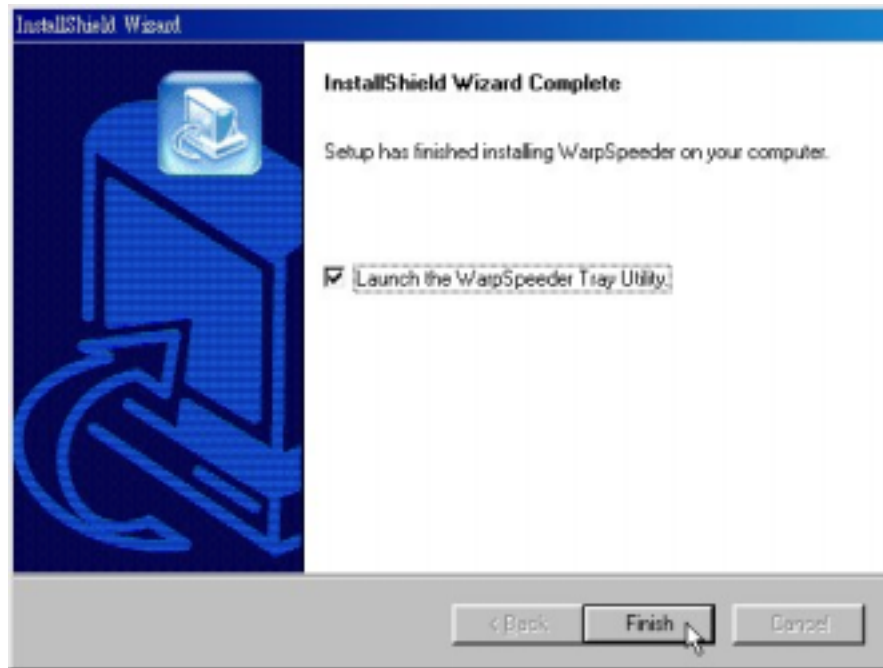 InstallShield Wizard
InstallShield Wizard Complete
Setup has finished installing WarpSpeeder on your computer.
Launch the WarpSpeeder Tray Utility.
< Back
Finish
Cancel